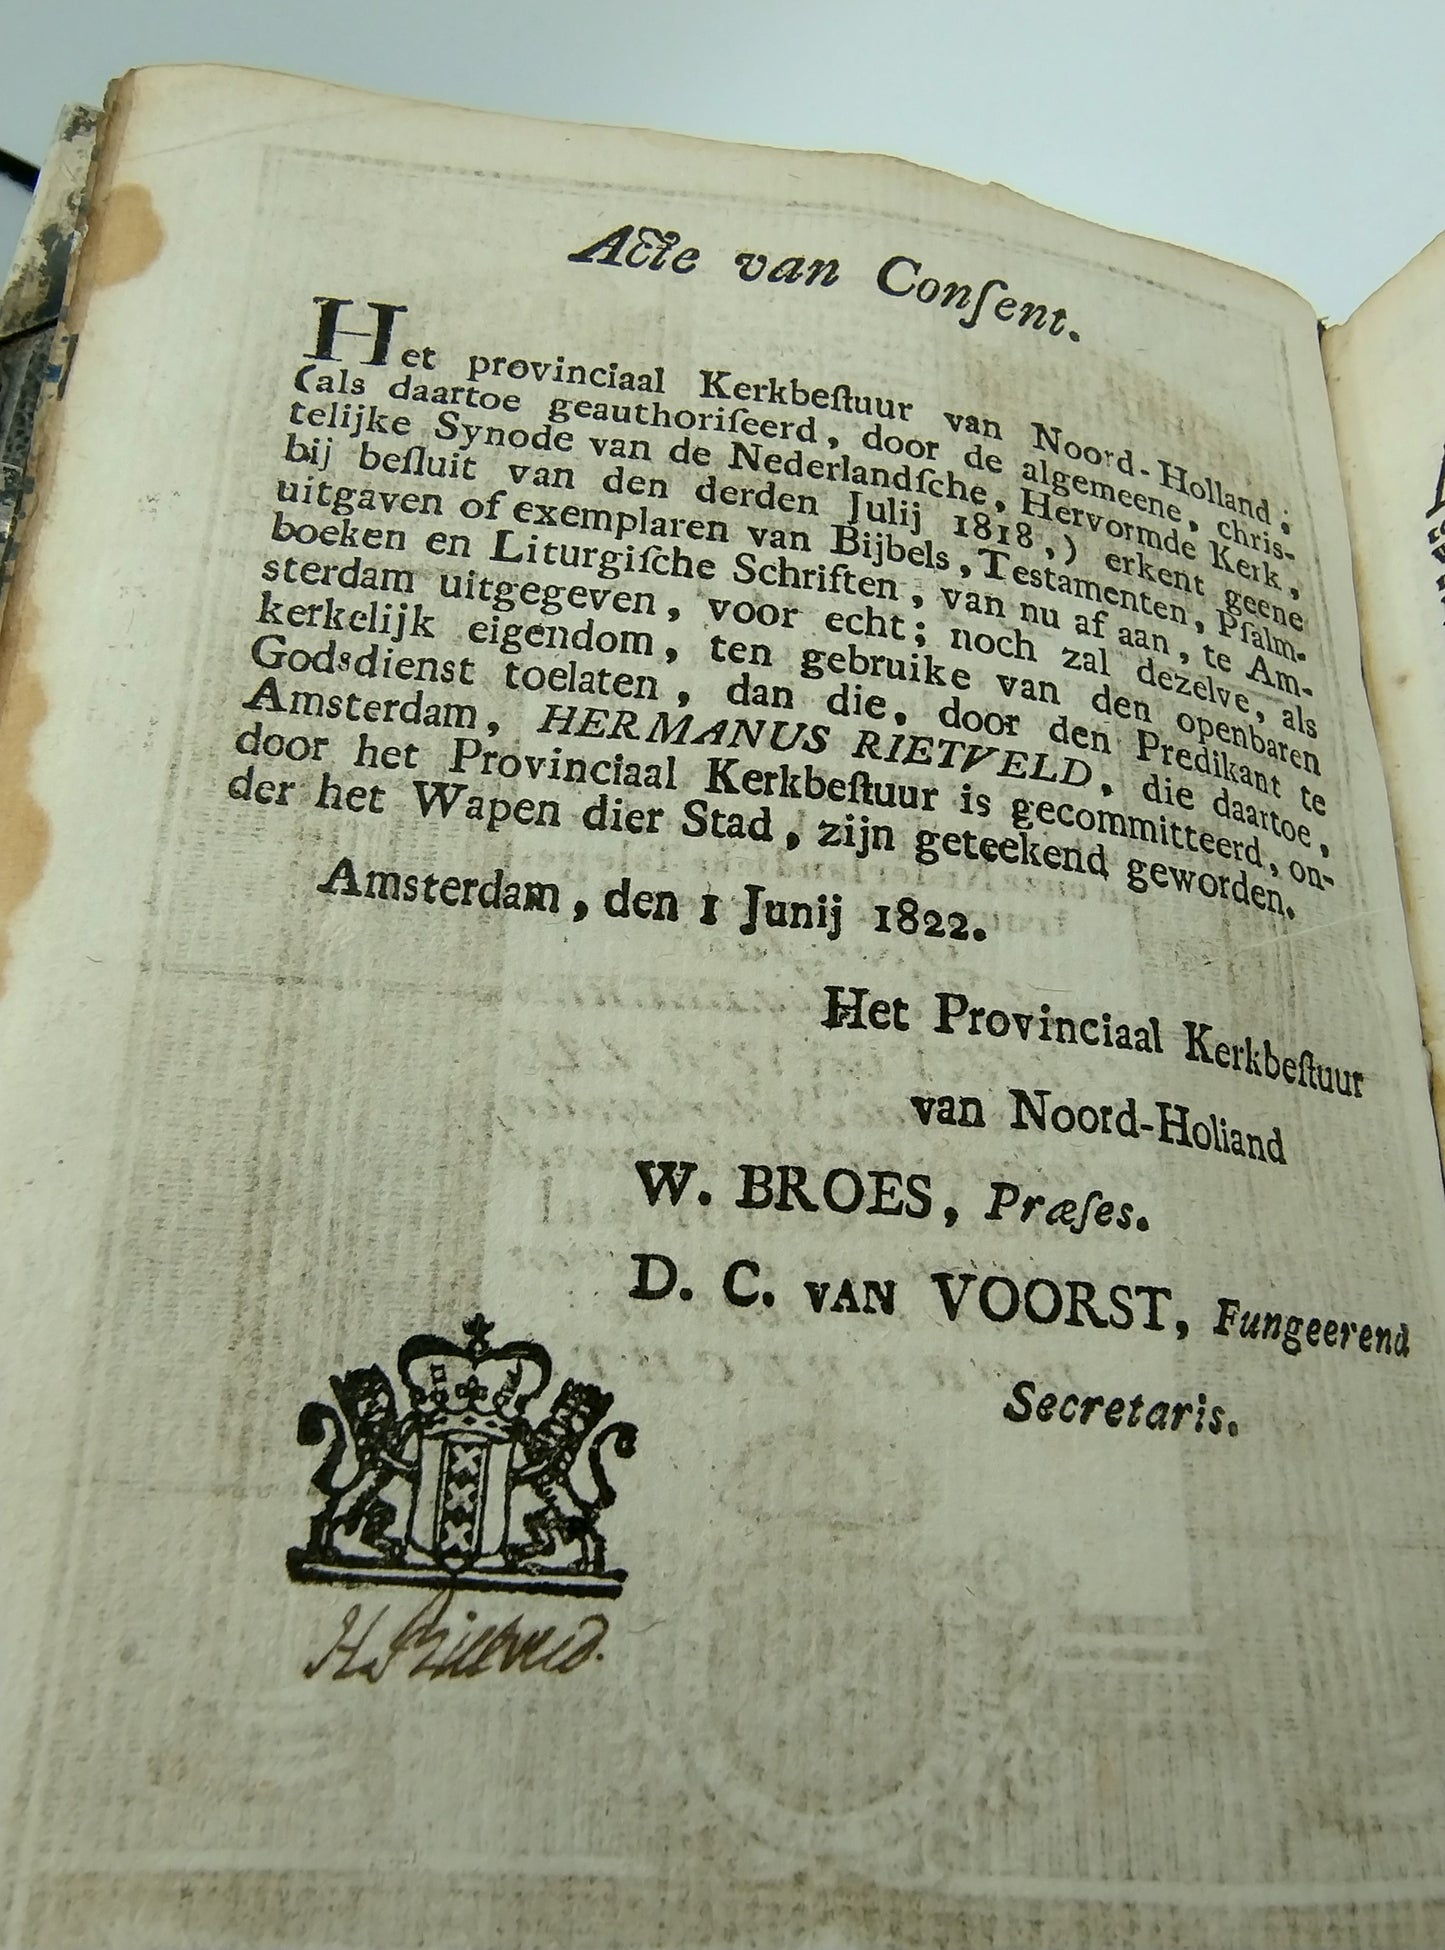 Acte van Conſent.
Het provinciaal Kerkbeſtuur van Noord-Holland;
(als daartoe geauthoriſeerd, door de algemeene, chris-
telijke Synode van de Nederlandſche, Hervormde Kerk,
bij beſluit van den derden Julij 1818,) erkent geene
uitgaven of exemplaren van Bijbels, Testamenten, Pſalm-
boeken en Liturgiſche Schriften, van nu af aan, te Am-
sterdam uitgegeven, voor echt; noch zal dezelve, als
kerkelijk eigendom, ten gebruike van den openbaren
Godsdienst toelaten, dan die, door den Predikant te
Amsterdam, HERMANUS RIETVELD, die daartoe,
door het Provinciaal Kerkbeſtuur is gecommitteerd, on-
der het Wapen dier Stad, zijn geteekend geworden.
Amsterdam, den 1 Junij 1822.
Het Provinciaal Kerkbeſtuur
van Noord-Holland
W. BROES, Præſes.
D. C. VAN VOORST, Fungeerend
Secretaris.
H Rietveld.